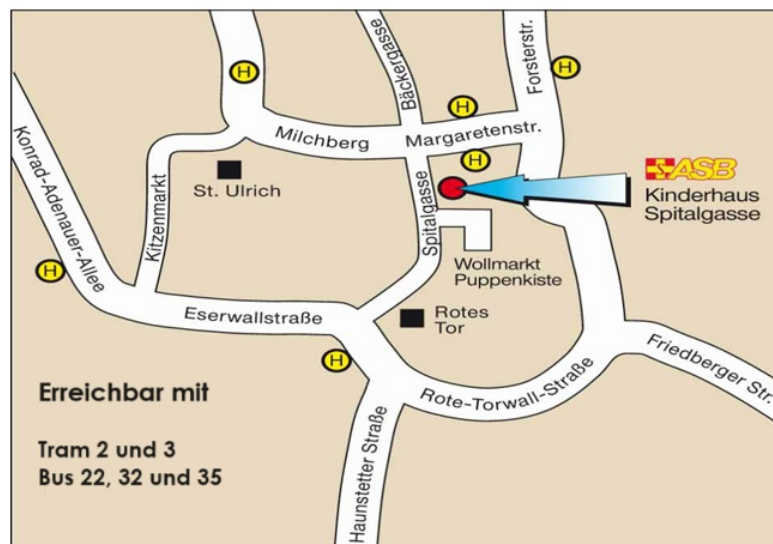 Bäckergasse
Forsterstr.
H
H
H
H
Milchberg
Margaretenstr.
St. Ulrich
Kitzenmarkt
Spitalgasse
ASB
Kinderhaus
Spitalgasse
Konrad-Adenauer-Allee
H
Wollmarkt
Puppenkiste
Eserwallstraße
Rotes
Tor
H
Friedberger Str.
Rote-Torwall-Straße
Haunstetter Straße
Erreichbar mit
Tram 2 und 3
Bus 22, 32 und 35